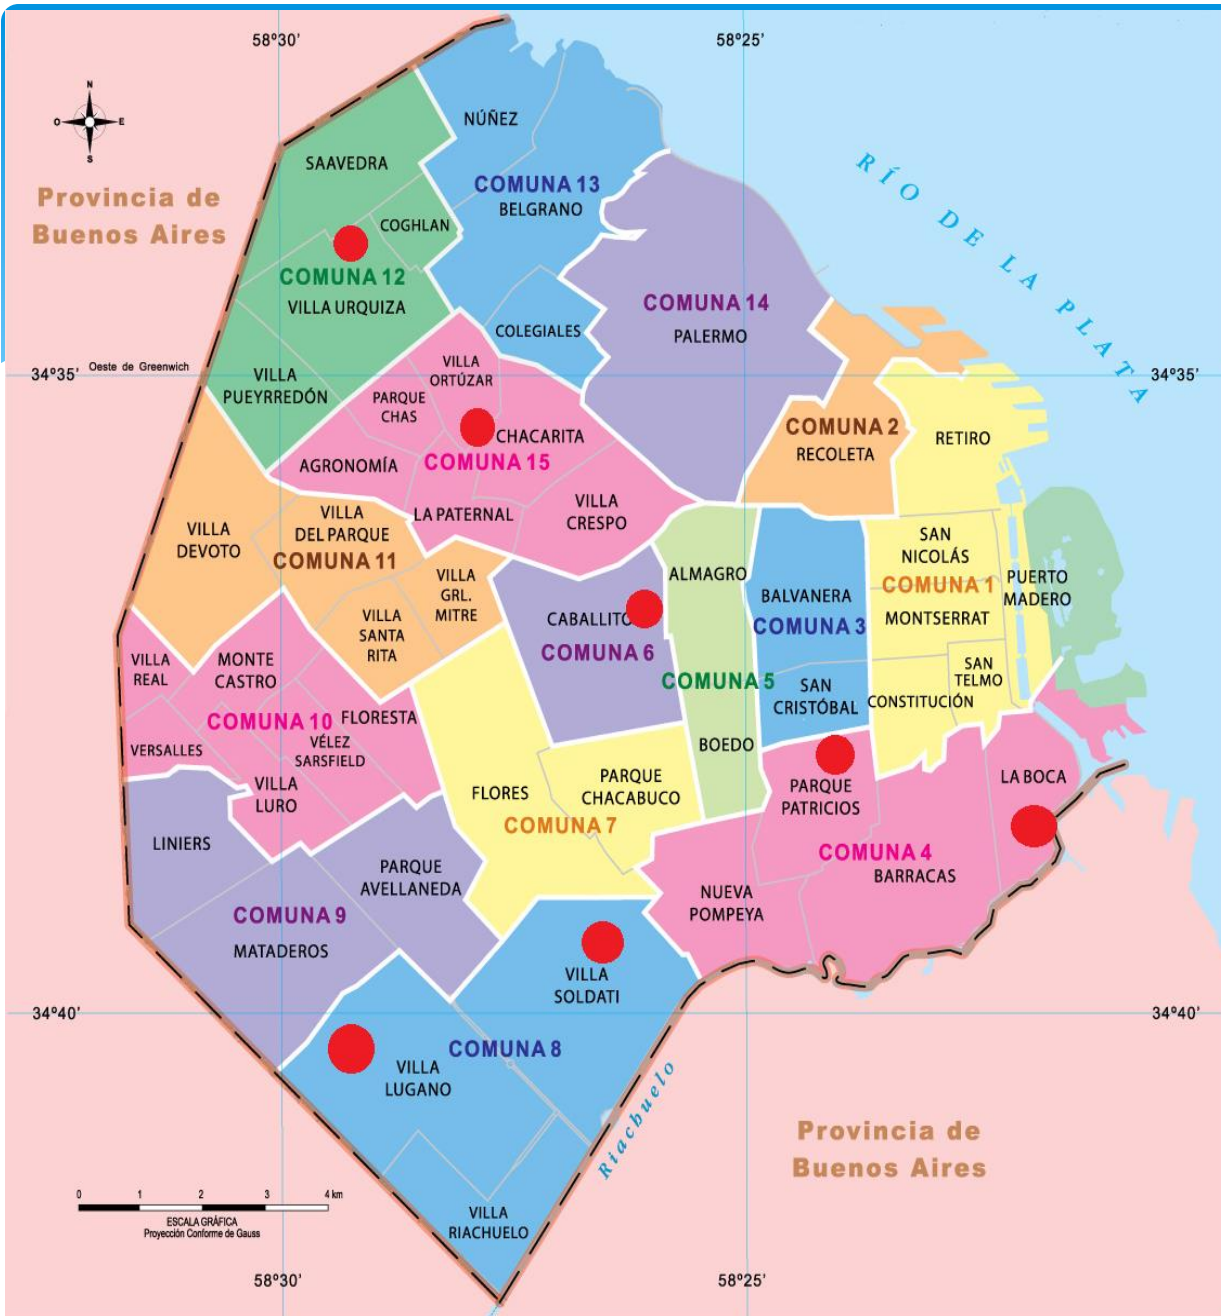 58°30'
58°25'
N
O
E
S
NÚÑEZ
SAAVEDRA
COMUNA 13
BELGRANO
Provincia de
Buenos Aires
COGHLAN
RÍO DE LA PLATA
COMUNA 12
VILLA URQUIZA
COMUNA 14
PALERMO
COLEGIALES
Oeste de Greenwich
34°35'
34°35'
VILLA
ORTÚZAR
VILLA
PUEYRREDÓN
PARQUE
CHAS
COMUNA 2
RECOLETA
RETIRO
CHACARITA
COMUNA 15
AGRONOMÍA
LA PATERNAL
VILLA
CRESPO
VILLA
DEVOTO
VILLA
DEL PARQUE
COMUNA 11
VILLA
GRL.
MITRE
VILLA
SANTA
RITA
ALMAGRO
SAN
NICOLÁS
COMUNA 1
MONTSERRAT
PUERTO
MADERO
BALVANERA
COMUNA 3
CABALLITO
COMUNA 6
VILLA
REAL
MONTE
CASTRO
COMUNA 5
SAN
CRISTÓBAL
CONSTITUCIÓN
SAN
TELMO
COMUNA 10
FLORESTA
VERSALLES
VÉLEZ
SARSFIELD
VILLA
LURO
BOEDO
FLORES
PARQUE
CHACABUCO
COMUNA 7
PARQUE
PATRICIOS
LA BOCA
LINIERS
COMUNA 4
BARRACAS
PARQUE
AVELLANEDA
NUEVA
POMPEYA
COMUNA 9
MATADEROS
VILLA
SOLDATI
34°40'
34°40'
COMUNA 8
VILLA
LUGANO
Riachuelo
Provincia de
Buenos Aires
0 1 2 3 4 km
ESCALA GRÁFICA
Proyección Conforme de Gauss
VILLA
RIACHUELO
58°30'
58°25'